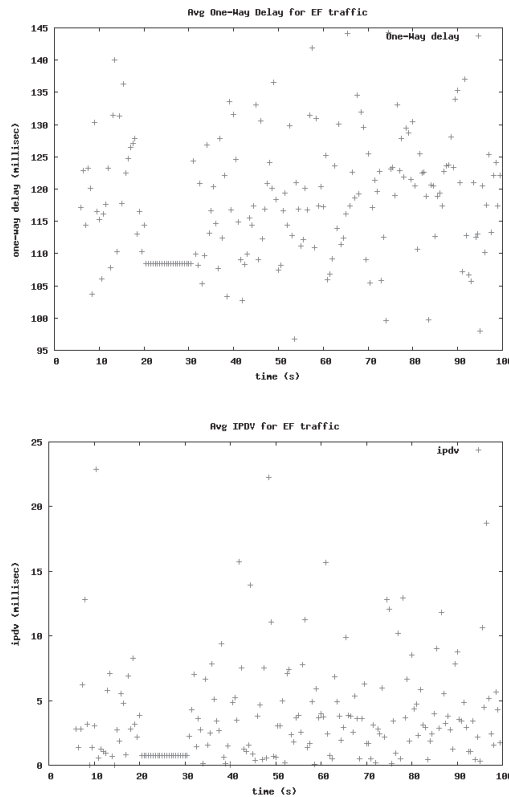 Avg One-Way Delay for EF traffic
145
140
135
130
125
120
115
110
105
100
95
One-Way delay
one-way delay (millisec)
0 10 20 30 40 50 60 70 80 90 100
time (s)
Avg IPDV for EF traffic
25
20
15
10
5
0
ipdv
ipdv (millisec)
0 10 20 30 40 50 60 70 80 90 100
time (s)